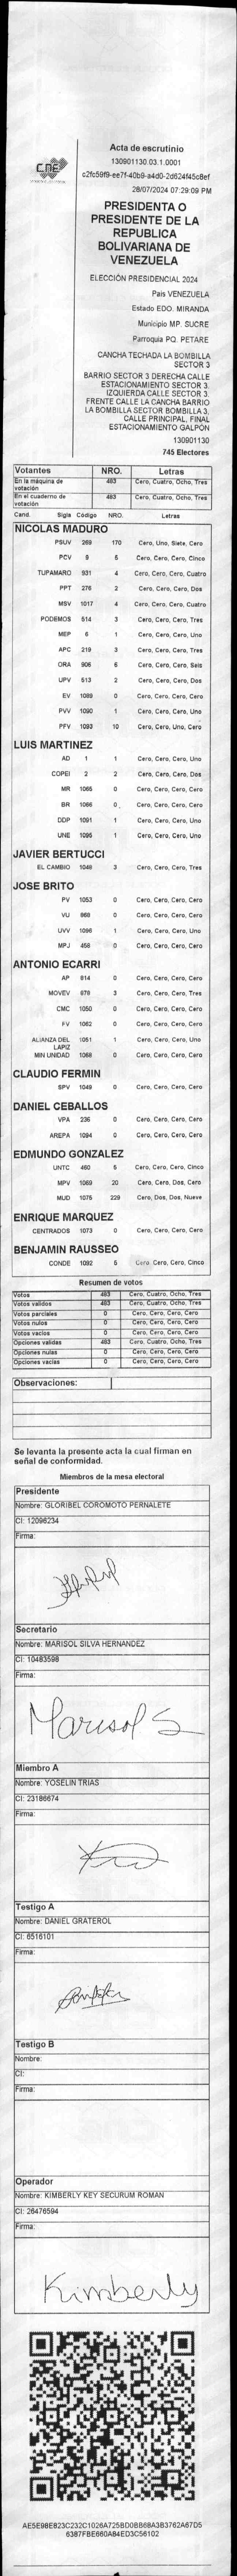 CNE
Acta de escrutinio
130901130.03.1.0001
c2fc59f9-ee7f-40b9-a4d0-2d624f45c8ef
28/07/2024 07:29:09 PM
PRESIDENTA O
PRESIDENTE DE LA
REPUBLICA
BOLIVARIANA DE
VENEZUELA
ELECCIÓN PRESIDENCIAL 2024
País VENEZUELA
Estado EDO. MIRANDA
Municipio MP. SUCRE
Parroquia PQ. PETARE
CANCHA TECHADA LA BOMBILLA
SECTOR 3
BARRIO SECTOR 3 DERECHA CALLE
ESTACIONAMIENTO SECTOR 3.
IZQUIERDA CALLE SECTOR 3.
FRENTE CALLE LA CANCHA BARRIO
LA BOMBILLA SECTOR BOMBILLA 3,
CALLE PRINCIPAL, FINAL
ESTACIONAMIENTO GALPON
130901130
745 Electores
Votantes NRO. Letras
En la máquina de votación 483 Cero, Cuatro, Ocho, Tres
En el cuaderno de votación 483 Cero, Cuatro, Ocho, Tres
Cand. Sigla Código NRO. Letras
NICOLAS MADURO
PSUV 269 170 Cero, Uno, Siete, Cero
PCV 9 5 Cero, Cero, Cero, Cinco
TUPAMARO 931 4 Cero, Cero, Cero, Cuatro
PPT 276 2 Cero, Cero, Cero, Dos
MSV 1017 4 Cero, Cero, Cero, Cuatro
PODEMOS 514 3 Cero, Cero, Cero, Tres
MEP 6 1 Cero, Cero, Cero, Uno
APC 219 3 Cero, Cero, Cero, Tres
ORA 906 6 Cero, Cero, Cero, Seis
UPV 513 2 Cero, Cero, Cero, Dos
EV 1089 0 Cero, Cero, Cero, Cero
PVV 1090 1 Cero, Cero, Cero, Uno
PFV 1093 10 Cero, Cero, Uno, Cero
LUIS MARTINEZ
AD 1 1 Cero, Cero, Cero, Uno
COPEI 2 2 Cero, Cero, Cero, Dos
MR 1065 0 Cero, Cero, Cero, Cero
BR 1066 0 Cero, Cero, Cero, Cero
DDP 1091 1 Cero, Cero, Cero, Uno
UNE 1095 1 Cero, Cero, Cero, Uno
JAVIER BERTUCCI
EL CAMBIO 1048 3 Cero, Cero, Cero, Tres
JOSE BRITO
PV 1053 0 Cero, Cero, Cero, Cero
VU 868 0 Cero, Cero, Cero, Cero
UVV 1096 1 Cero, Cero, Cero, Uno
MPJ 458 0 Cero, Cero, Cero, Cero
ANTONIO ECARRI
AP 814 0 Cero, Cero, Cero, Cero
MOVEV 978 3 Cero, Cero, Cero, Tres
CMC 1050 0 Cero, Cero, Cero, Cero
FV 1062 0 Cero, Cero, Cero, Cero
ALIANZA DEL LAPIZ 1051 1 Cero, Cero, Cero, Uno
MIN UNIDAD 1068 0 Cero, Cero, Cero, Cero
CLAUDIO FERMIN
SPV 1049 0 Cero, Cero, Cero, Cero
DANIEL CEBALLOS
VPA 236 0 Cero, Cero, Cero, Cero
AREPA 1094 0 Cero, Cero, Cero, Cero
EDMUNDO GONZALEZ
UNTC 460 5 Cero, Cero, Cero, Cinco
MPV 1069 20 Cero, Cero, Dos, Cero
MUD 1075 229 Cero, Dos, Dos, Nueve
ENRIQUE MARQUEZ
CENTRADOS 1073 0 Cero, Cero, Cero, Cero
BENJAMIN RAUSSEO
CONDE 1092 5 Cero, Cero, Cero, Cinco
Resumen de votos
Votos 483 Cero, Cuatro, Ocho, Tres
Votos validos 483 Cero, Cuatro, Ocho, Tres
Votos parciales 0 Cero, Cero, Cero, Cero
Votos nulos 0 Cero, Cero, Cero, Cero
Votos vacios 0 Cero, Cero, Cero, Cero
Opciones validas 483 Cero, Cuatro, Ocho, Tres
Opciones nulas 0 Cero, Cero, Cero, Cero
Opciones vacias 0 Cero, Cero, Cero, Cero
Observaciones:
Se levanta la presente acta la cual firman en
señal de conformidad.
Miembros de la mesa electoral
Presidente
Nombre: GLORIBEL COROMOTO PERNALETE
CI: 12096234
Firma:
Secretario
Nombre: MARISOL SILVA HERNANDEZ
CI: 10483598
Firma:
Marisol S
Miembro A
Nombre: YOSELIN TRIAS
CI: 23186674
Firma:
Testigo A
Nombre: DANIEL GRATEROL
CI: 6516101
Firma:
Testigo B
Nombre:
CI:
Firma:
Operador
Nombre: KIMBERLY KEY SECURUM ROMAN
CI: 26476594
Firma:
Kimberly
AE5E98E823C232C1026A725BD0BB68A3B3762A67D5
6387FBE660A84ED3C56102